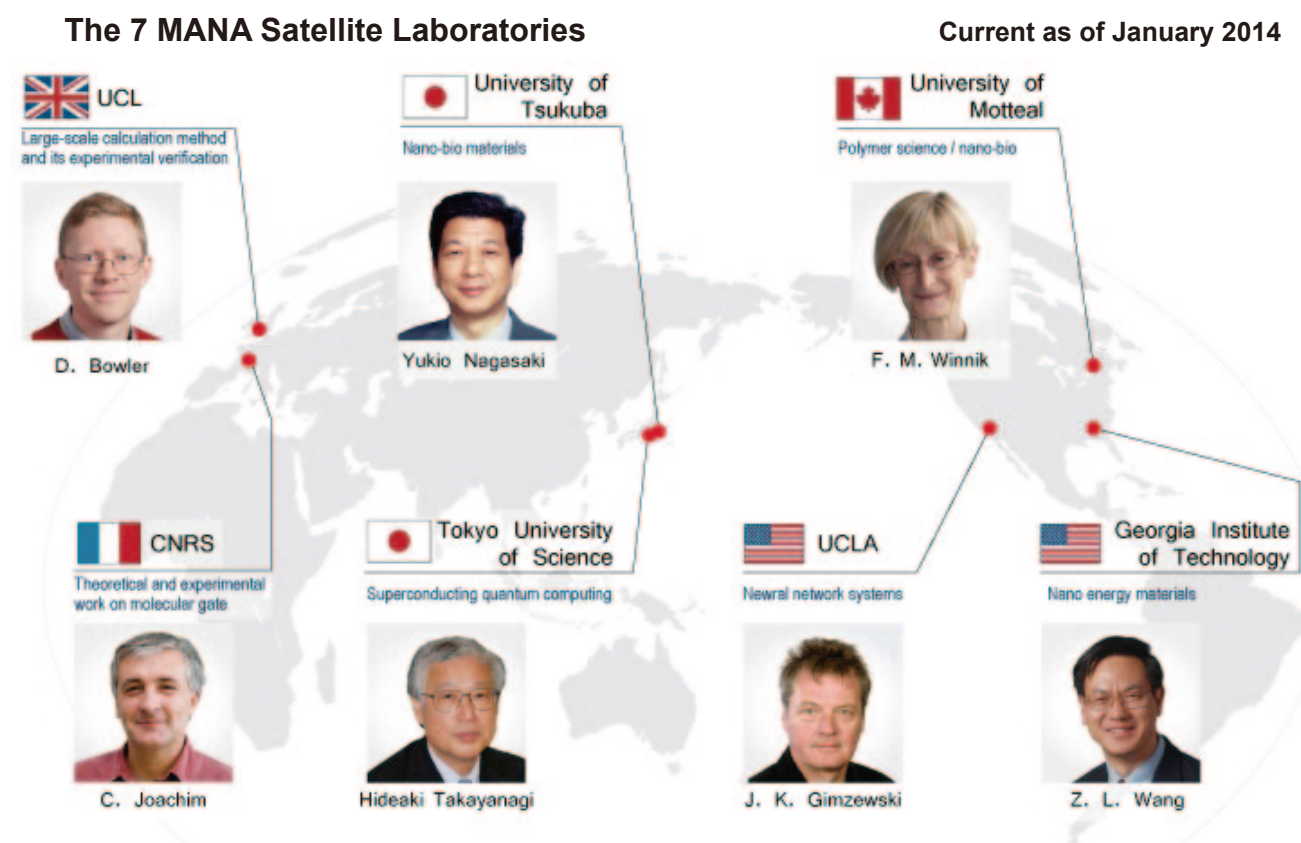 The 7 MANA Satellite Laboratories
Current as of January 2014
UCL
Large-scale calculation method
and its experimental verification
D. Bowler
University of
Tsukuba
Nano-bio materials
Yukio Nagasaki
University of
Motteal
Polymer science / nano-bio
F. M. Winnik
CNRS
Theoretical and experimental
work on molecular gate
C. Joachim
Tokyo University
of Science
Superconducting quantum computing
Hideaki Takayanagi
UCLA
Newral network systems
J. K. Gimzewski
Georgia Institute
of Technology
Nano energy materials
Z. L. Wang